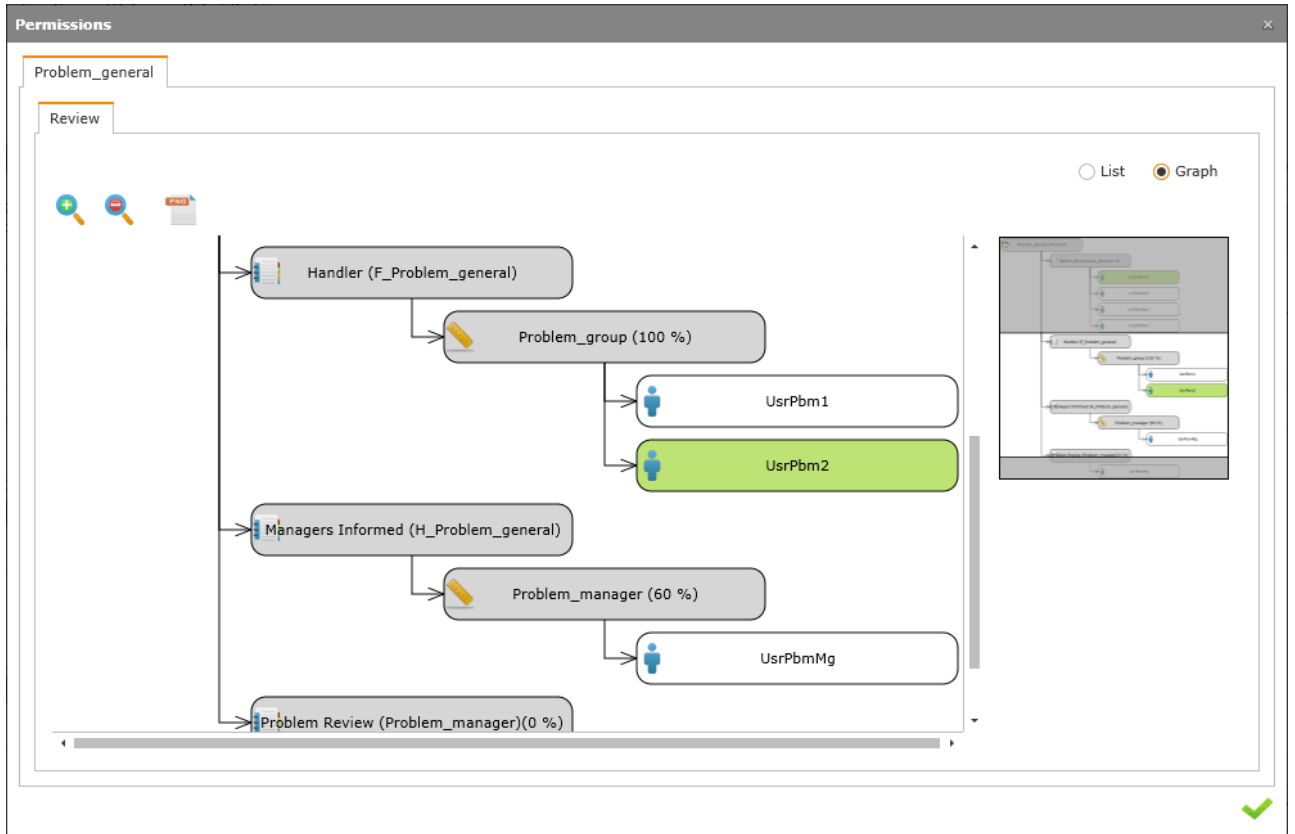 Permissions
Problem_general
Review
List
Graph
PNG
Handler (F_Problem_general)
Problem_group (100 %)
UsrPbm1
UsrPbm2
Managers Informed (H_Problem_general)
Problem_manager (60 %)
UsrPbmMg
Problem Review (Problem_manager)(0 %)